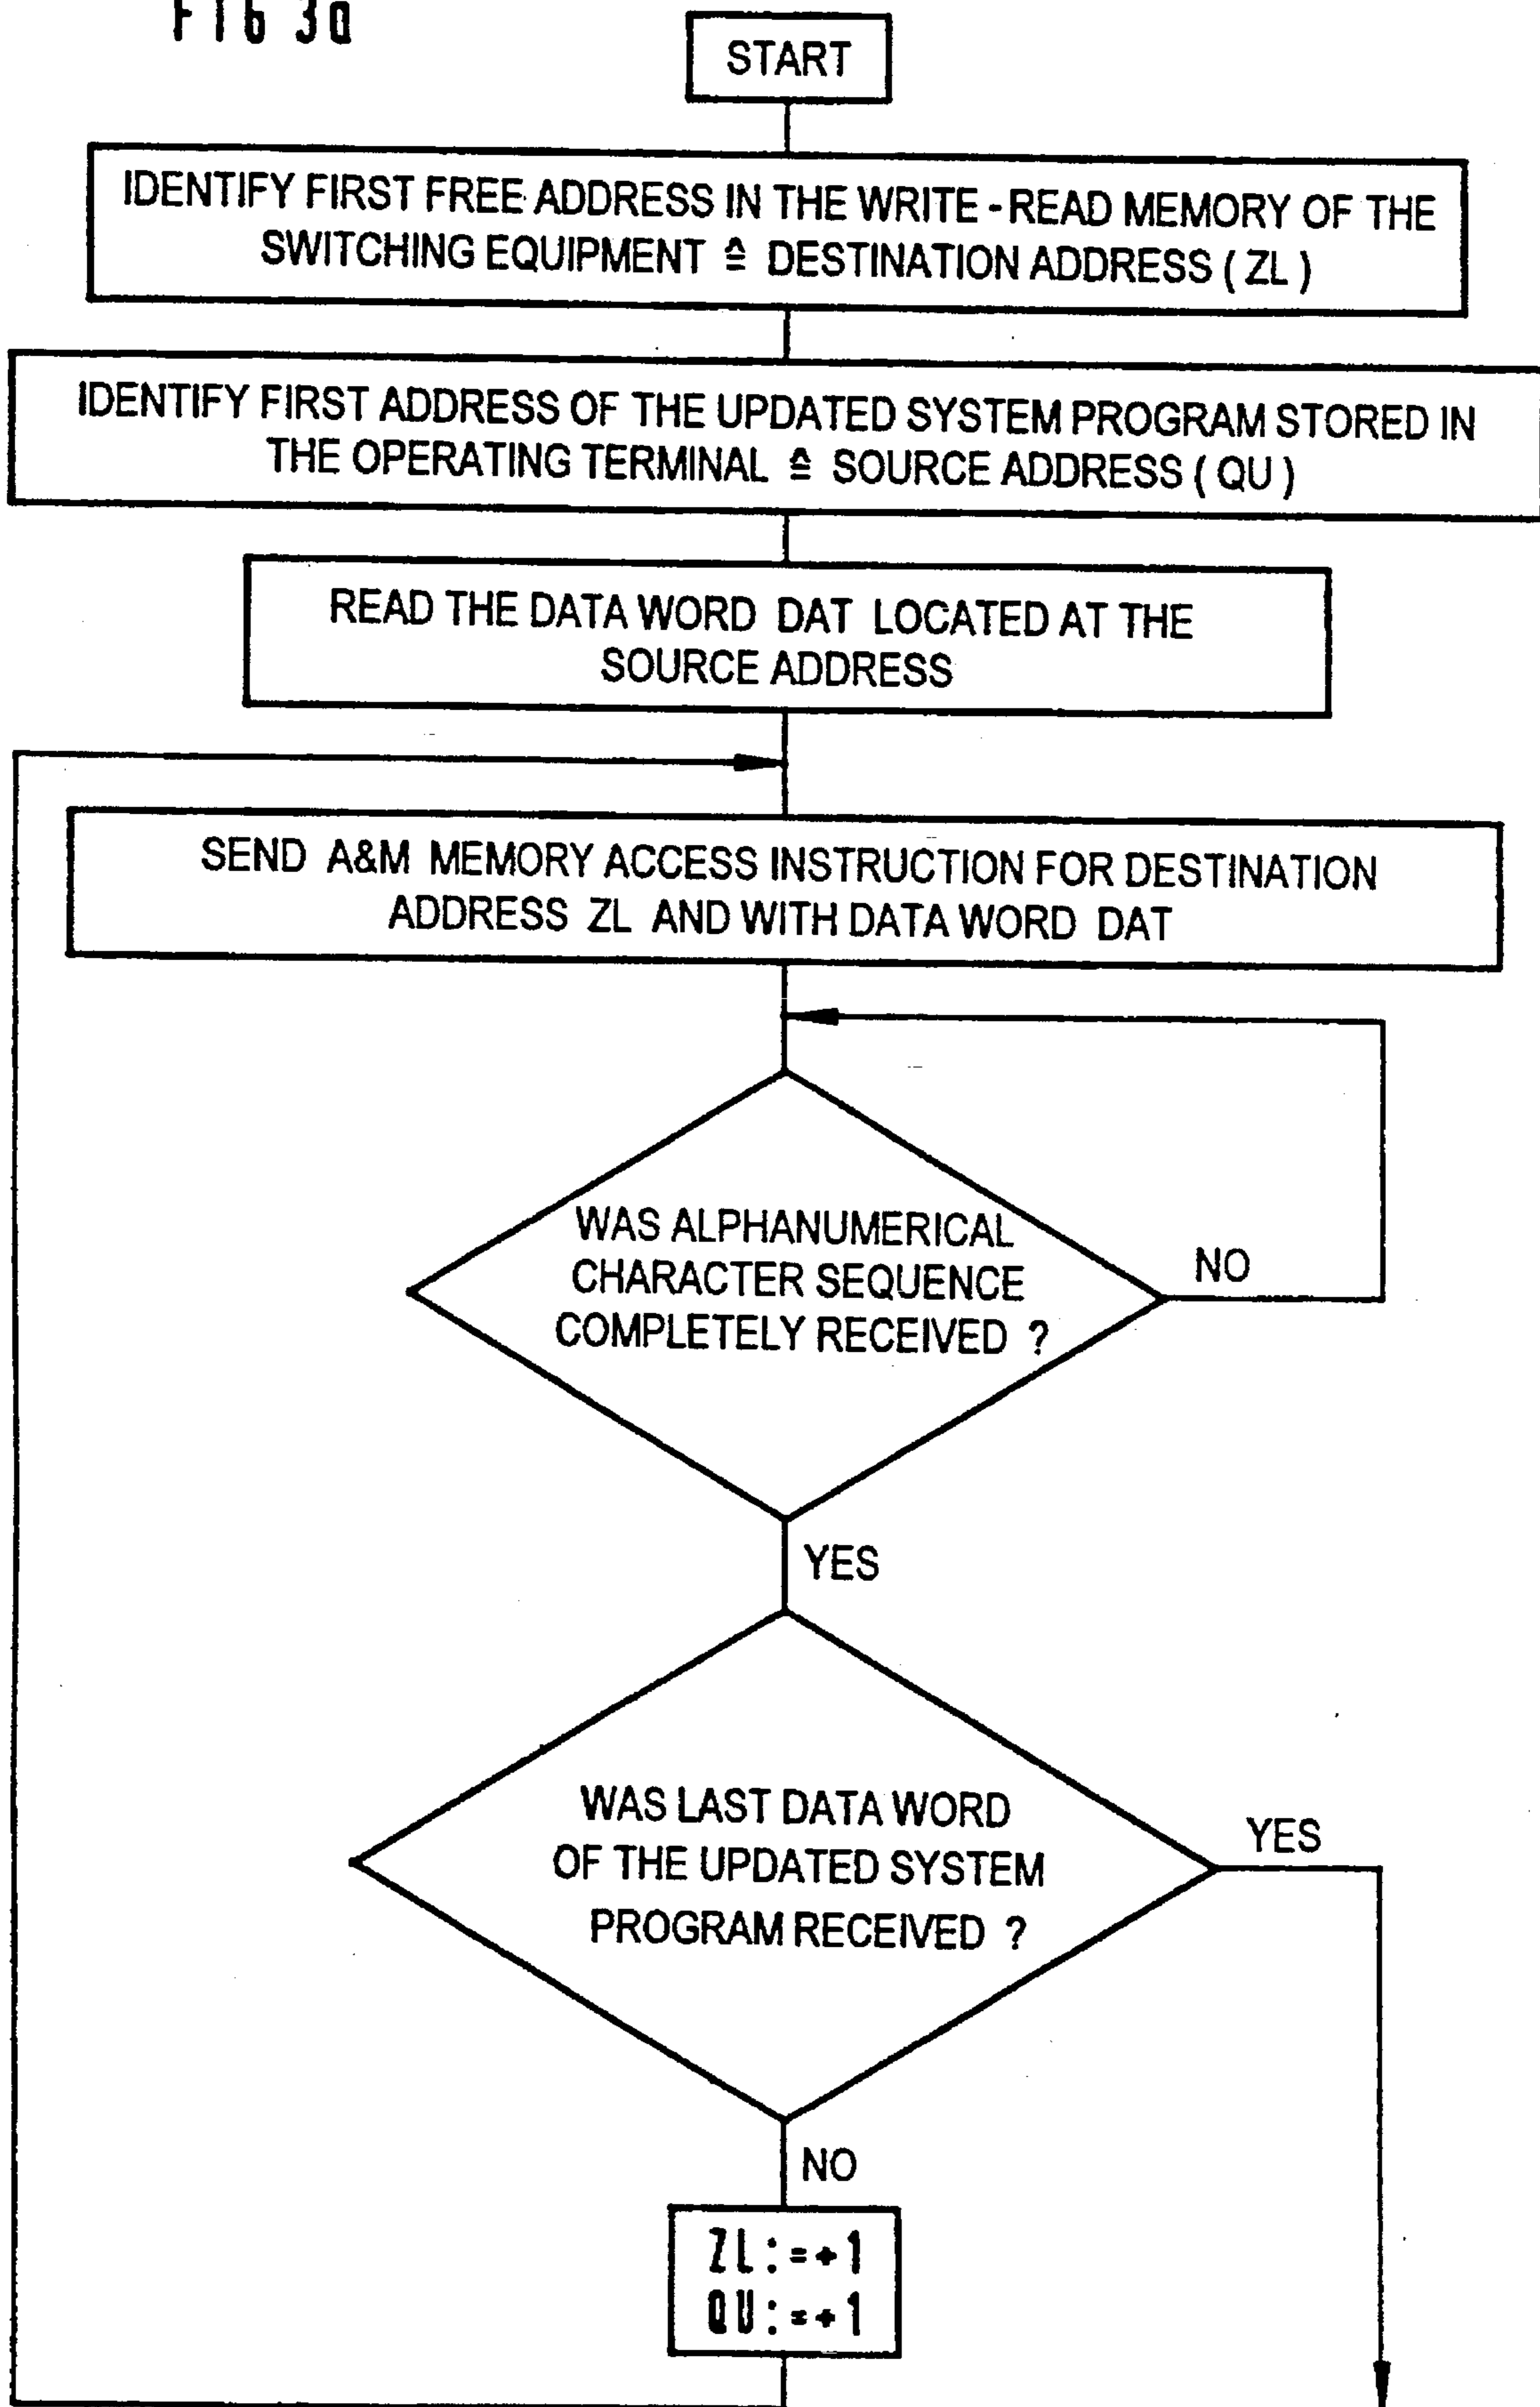 FIG 3a
START
IDENTIFY FIRST FREE ADDRESS IN THE WRITE - READ MEMORY OF THE
SWITCHING EQUIPMENT ≙ DESTINATION ADDRESS ( ZL )
IDENTIFY FIRST ADDRESS OF THE UPDATED SYSTEM PROGRAM STORED IN
THE OPERATING TERMINAL ≙ SOURCE ADDRESS ( QU )
READ THE DATA WORD DAT LOCATED AT THE
SOURCE ADDRESS
SEND A&M MEMORY ACCESS INSTRUCTION FOR DESTINATION
ADDRESS ZL AND WITH DATA WORD DAT
WAS ALPHANUMERICAL
CHARACTER SEQUENCE
COMPLETELY RECEIVED ?
NO
YES
WAS LAST DATA WORD
OF THE UPDATED SYSTEM
PROGRAM RECEIVED ?
YES
NO
ZL:=+1
QU:=+1